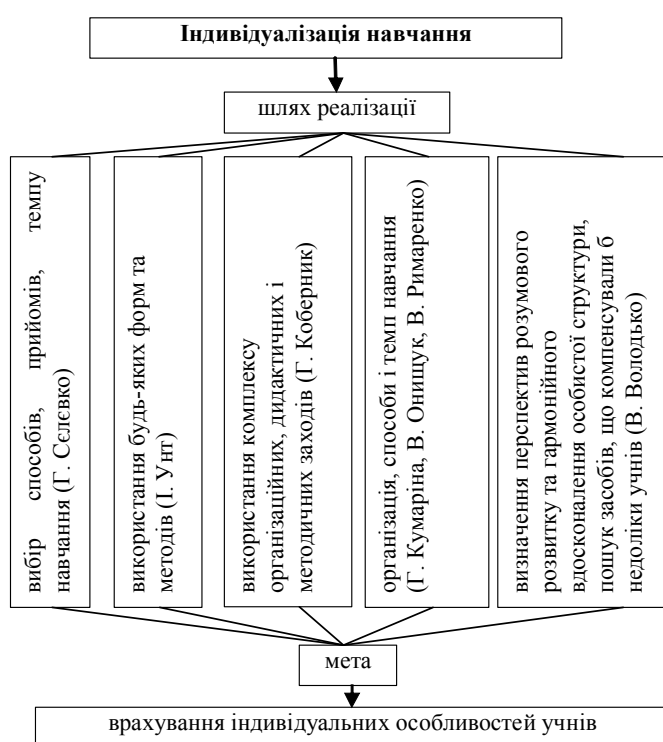 Індивидуалізація навчання
шлях реалізації
вибір способів, прийомів, темпу
навчання (Г. Сєлєвко)
використання будь-яких форм та
методів (І. Унт)
використання комплексу
організаційних, дидактичних і
методичних заходів (Г. Коберник)
організація, способи і темп навчання
(Г. Кумаріна, В. Онищук, В. Римаренко)
визначення перспектив розумового
розвитку та гармонійного
вдосконалення особистої структури,
пошук засобів, що компенсували б
недоліки учнів (В. Володько)
мета
врахування індивідуальних особливостей учнів